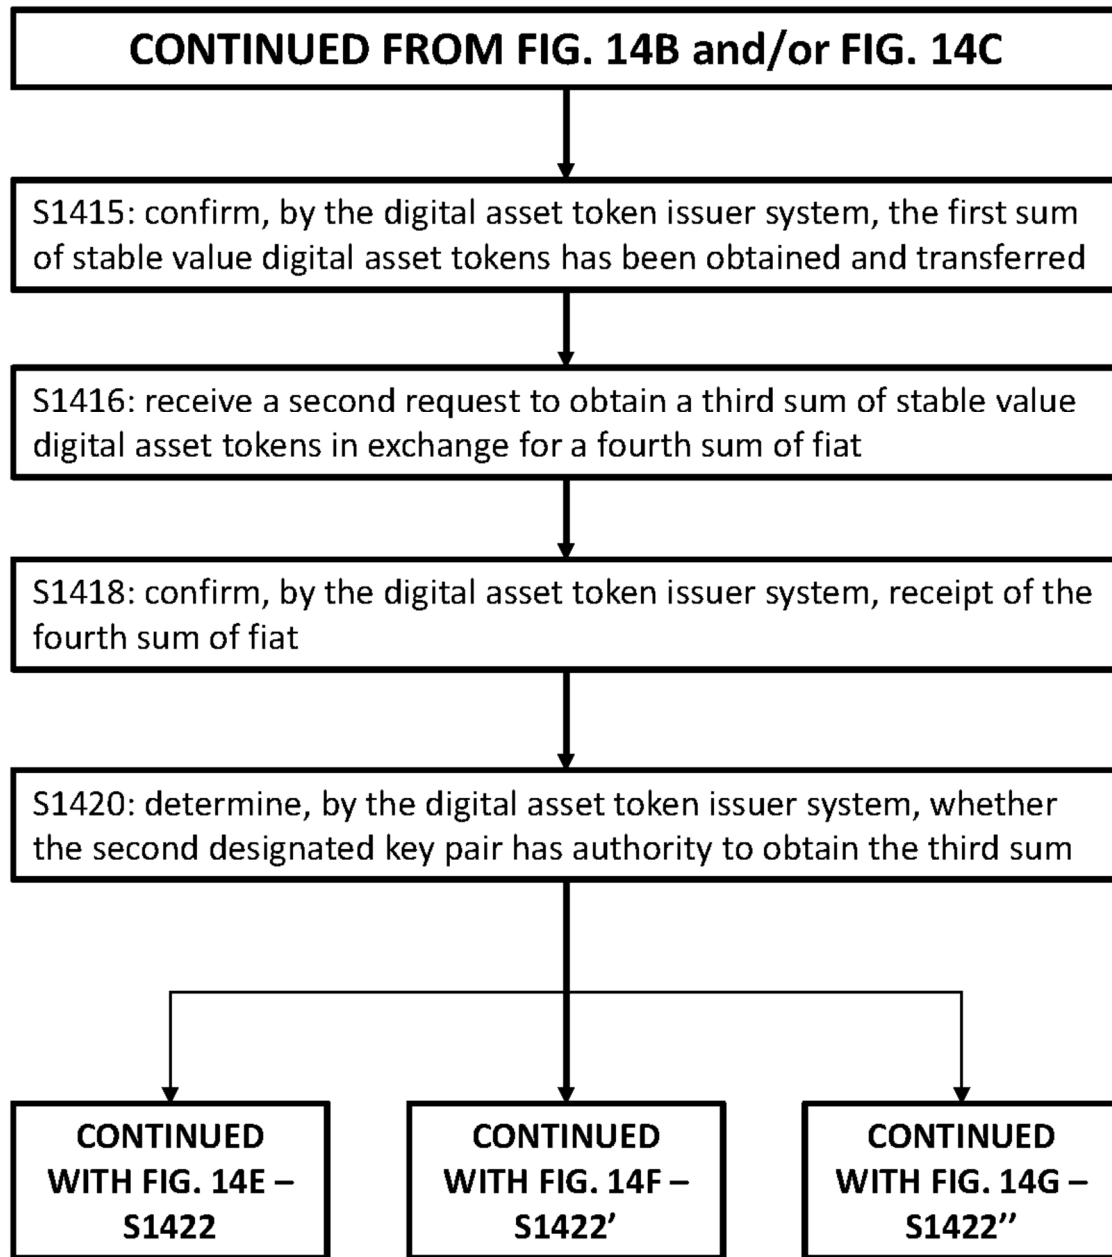 CONTINUED FROM FIG. 14B and/or FIG. 14C
S1415: confirm, by the digital asset token issuer system, the first sum
of stable value digital asset tokens has been obtained and transferred
S1416: receive a second request to obtain a third sum of stable value
digital asset tokens in exchange for a fourth sum of fiat
S1418: confirm, by the digital asset token issuer system, receipt of the
fourth sum of fiat
S1420: determine, by the digital asset token issuer system, whether
the second designated key pair has authority to obtain the third sum
CONTINUED
WITH FIG. 14E –
S1422
CONTINUED
WITH FIG. 14F –
S1422’
CONTINUED
WITH FIG. 14G –
S1422’’